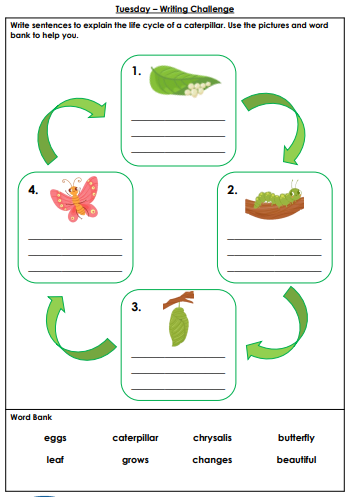 Tuesday – Writing Challenge
Write sentences to explain the life cycle of a caterpillar. Use the pictures and word
bank to help you.
1.
4.
2.
3.
Word Bank
eggs caterpillar chrysalis butterfly
leaf grows changes beautiful